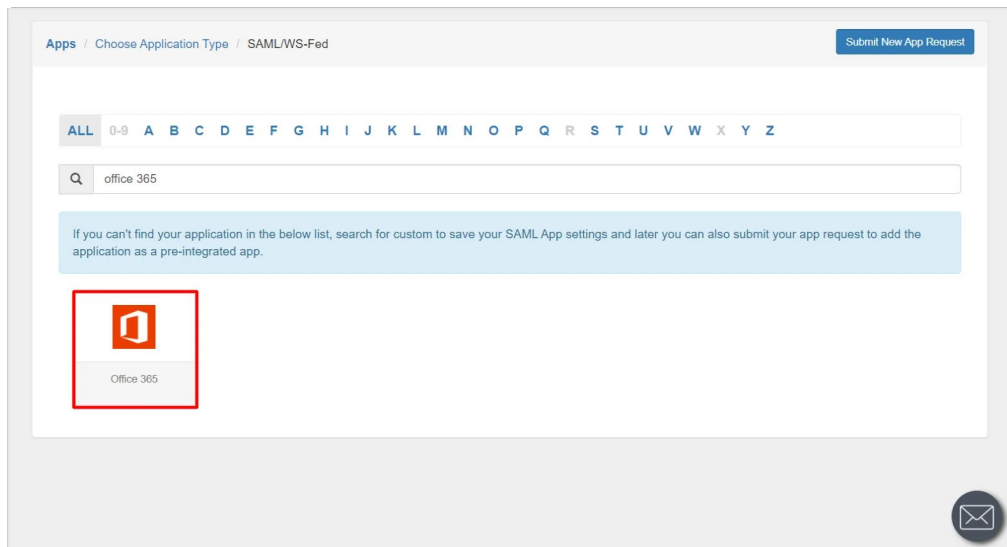 Apps / Choose Application Type / SAML/WS-Fed
Submit New App Request
ALL 0-9 A B C D E F G H I J K L M N O P Q R S T U V W X Y Z
office 365
If you can't find your application in the below list, search for custom to save your SAML App settings and later you can also submit your app request to add the
application as a pre-integrated app.
Office 365